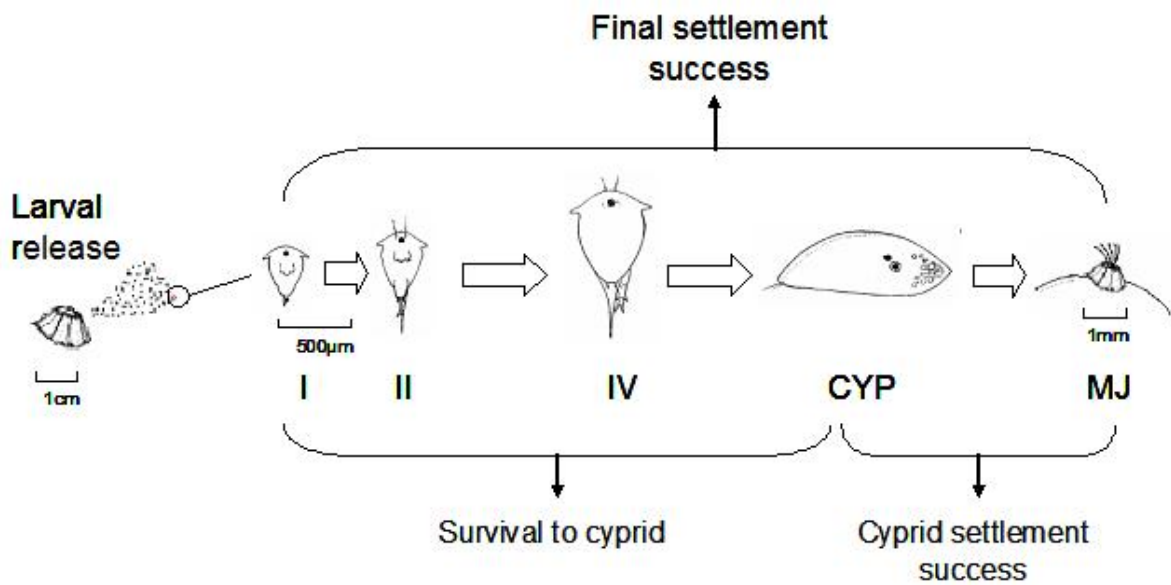 Final settlement
success
Larval
release
500µm
1mm
1cm
I II IV CYP MJ
Survival to cyprid
Cyprid settlement
success